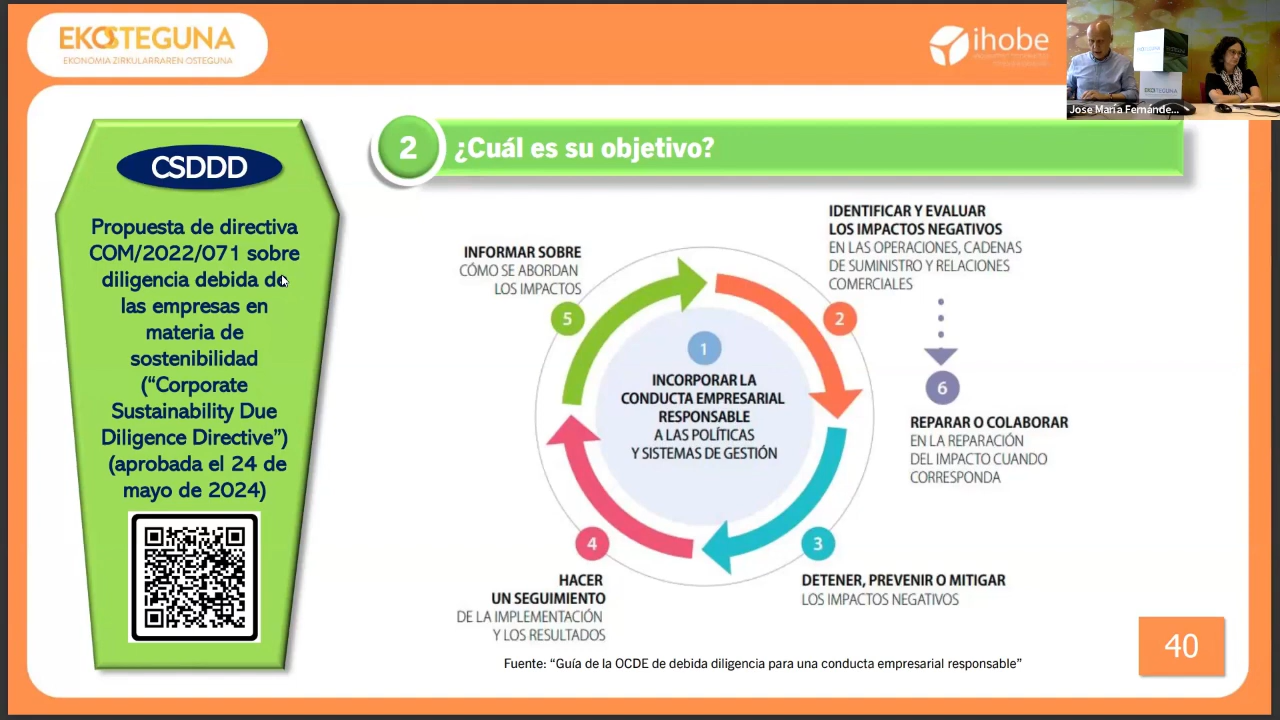 EKOSTEGUNA
EKONOMIA ZIRKULARRAREN OSTEGUNA
ihobe
EKOSTEGUNA
Jose María Fernánde...
CSDDD
Propuesta de directiva
COM/2022/071 sobre
diligencia debida de
las empresas en
materia de
sostenibilidad
(“Corporate
Sustainability Due
Diligence Directive”)
(aprobada el 24 de
mayo de 2024)
2
¿Cuál es su objetivo?
1
INCORPORAR LA
CONDUCTA EMPRESARIAL
RESPONSABLE
A LAS POLÍTICAS
Y SISTEMAS DE GESTIÓN
IDENTIFICAR Y EVALUAR
LOS IMPACTOS NEGATIVOS
EN LAS OPERACIONES, CADENAS
DE SUMINISTRO Y RELACIONES
COMERCIALES
2
6
REPARAR O COLABORAR
EN LA REPARACIÓN
DEL IMPACTO CUANDO
CORRESPONDA
3
DETENER, PREVENIR O MITIGAR
LOS IMPACTOS NEGATIVOS
4
HACER
UN SEGUIMIENTO
DE LA IMPLEMENTACIÓN
Y LOS RESULTADOS
INFORMAR SOBRE
CÓMO SE ABORDAN
LOS IMPACTOS
5
Fuente: “Guía de la OCDE de debida diligencia para una conducta empresarial responsable”
40